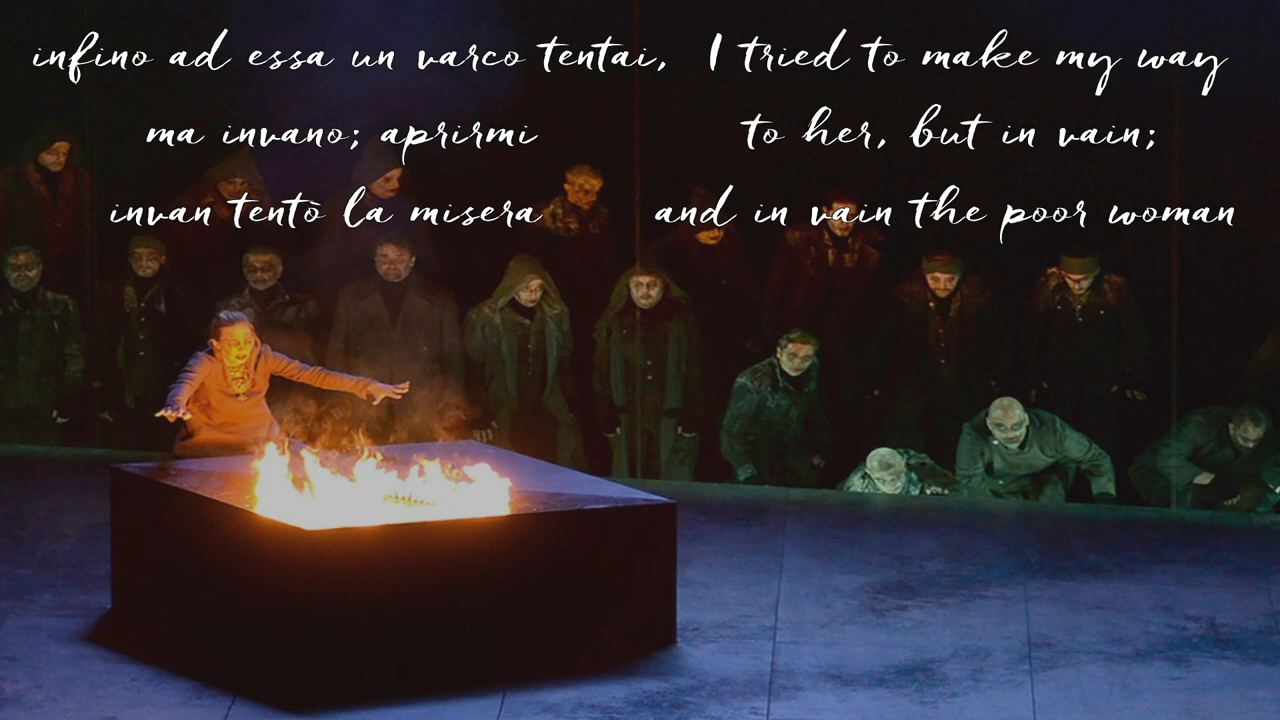 infino ad essa un varco tentai,
ma invano; aprirmi
invan tentò la misera
I tried to make my way
to her, but in vain;
and in vain the poor woman